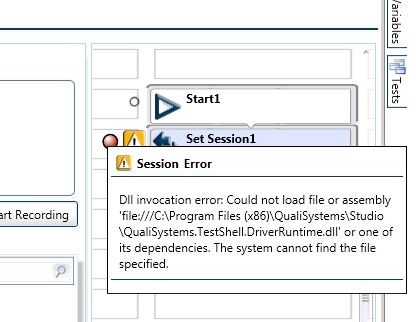 Variables
Tests
Start1
Set Session1
Session Error
Dll invocation error: Could not load file or assembly
'file:///C:\Program Files (x86)\QualiSystems\Studio
\QualiSystems.TestShell.DriverRuntime.dll' or one of
its dependencies. The system cannot find the file
specified.
art Recording